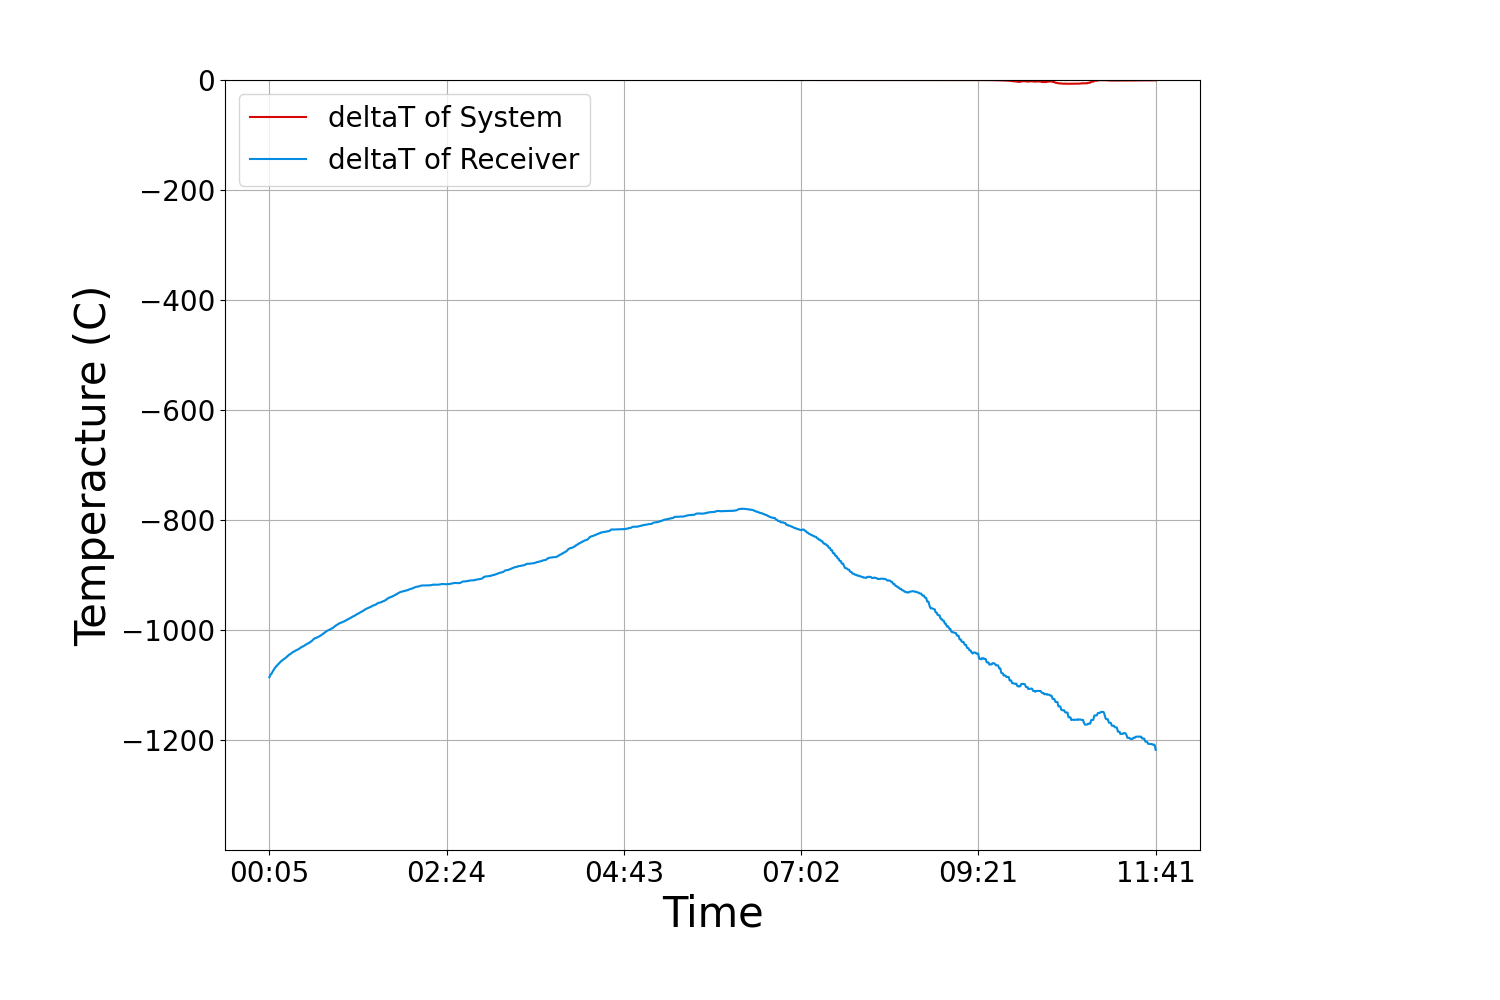 0
−200
−400
−600
−800
−1000
−1200
Temperacture (C)
deltaT of System
deltaT of Receiver
00:05 02:24 04:43 07:02 09:21 11:41
Time